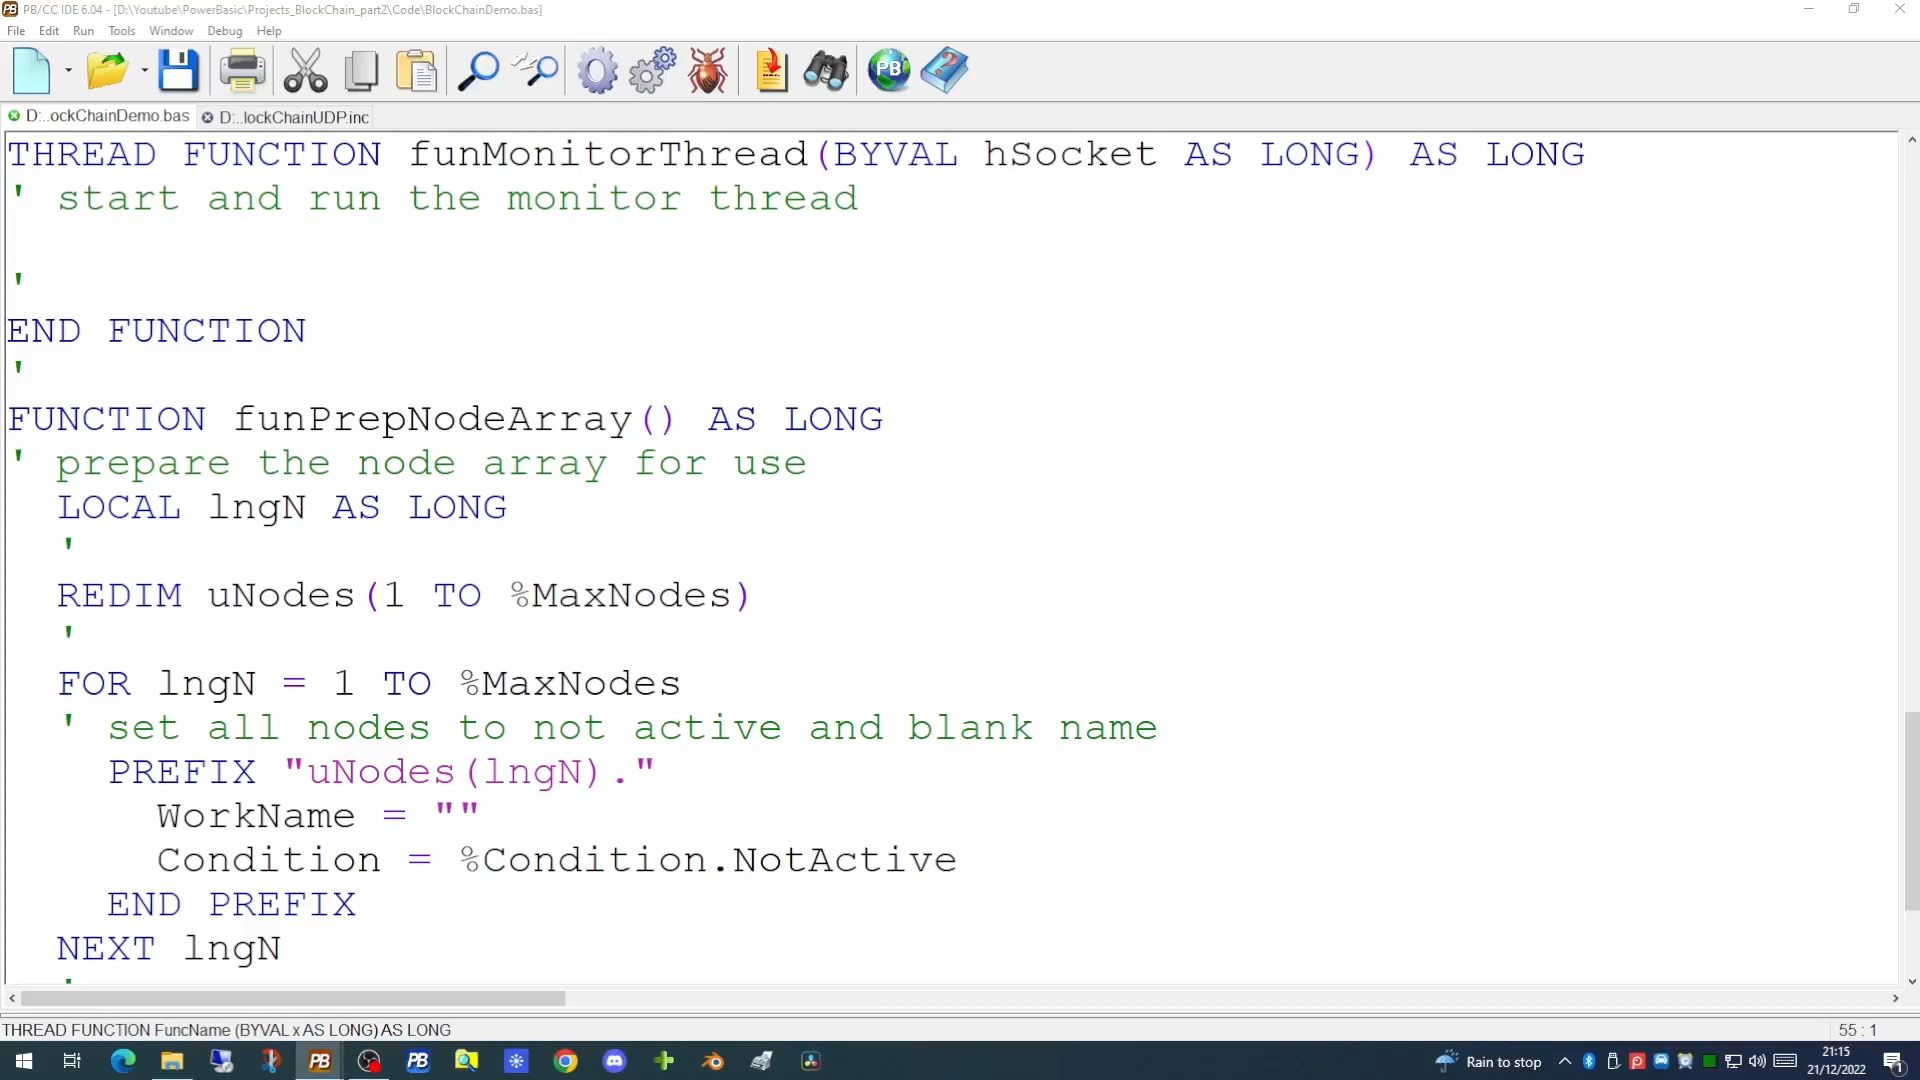 PB/CC IDE 6.04 - [D:\Youtube\PowerBasic\Projects_BlockChain_part2\Code\BlockChainDemo.bas]
File Edit Run Tools Window Debug Help
D:..ockChainDemo.bas D:..lockChainUDP.inc
THREAD FUNCTION funMonitorThread(BYVAL hSocket AS LONG) AS LONG
' start and run the monitor thread
'
END FUNCTION
'
FUNCTION funPrepNodeArray() AS LONG
' prepare the node array for use
LOCAL lngN AS LONG
'
REDIM uNodes(1 TO %MaxNodes)
'
FOR lngN = 1 TO %MaxNodes
' set all nodes to not active and blank name
PREFIX "uNodes(lngN)."
WorkName = ""
Condition = %Condition.NotActive
END PREFIX
NEXT lngN
'
THREAD FUNCTION FuncName (BYVAL x AS LONG) AS LONG 55 : 1
Rain to stop
21:15
21/12/2022